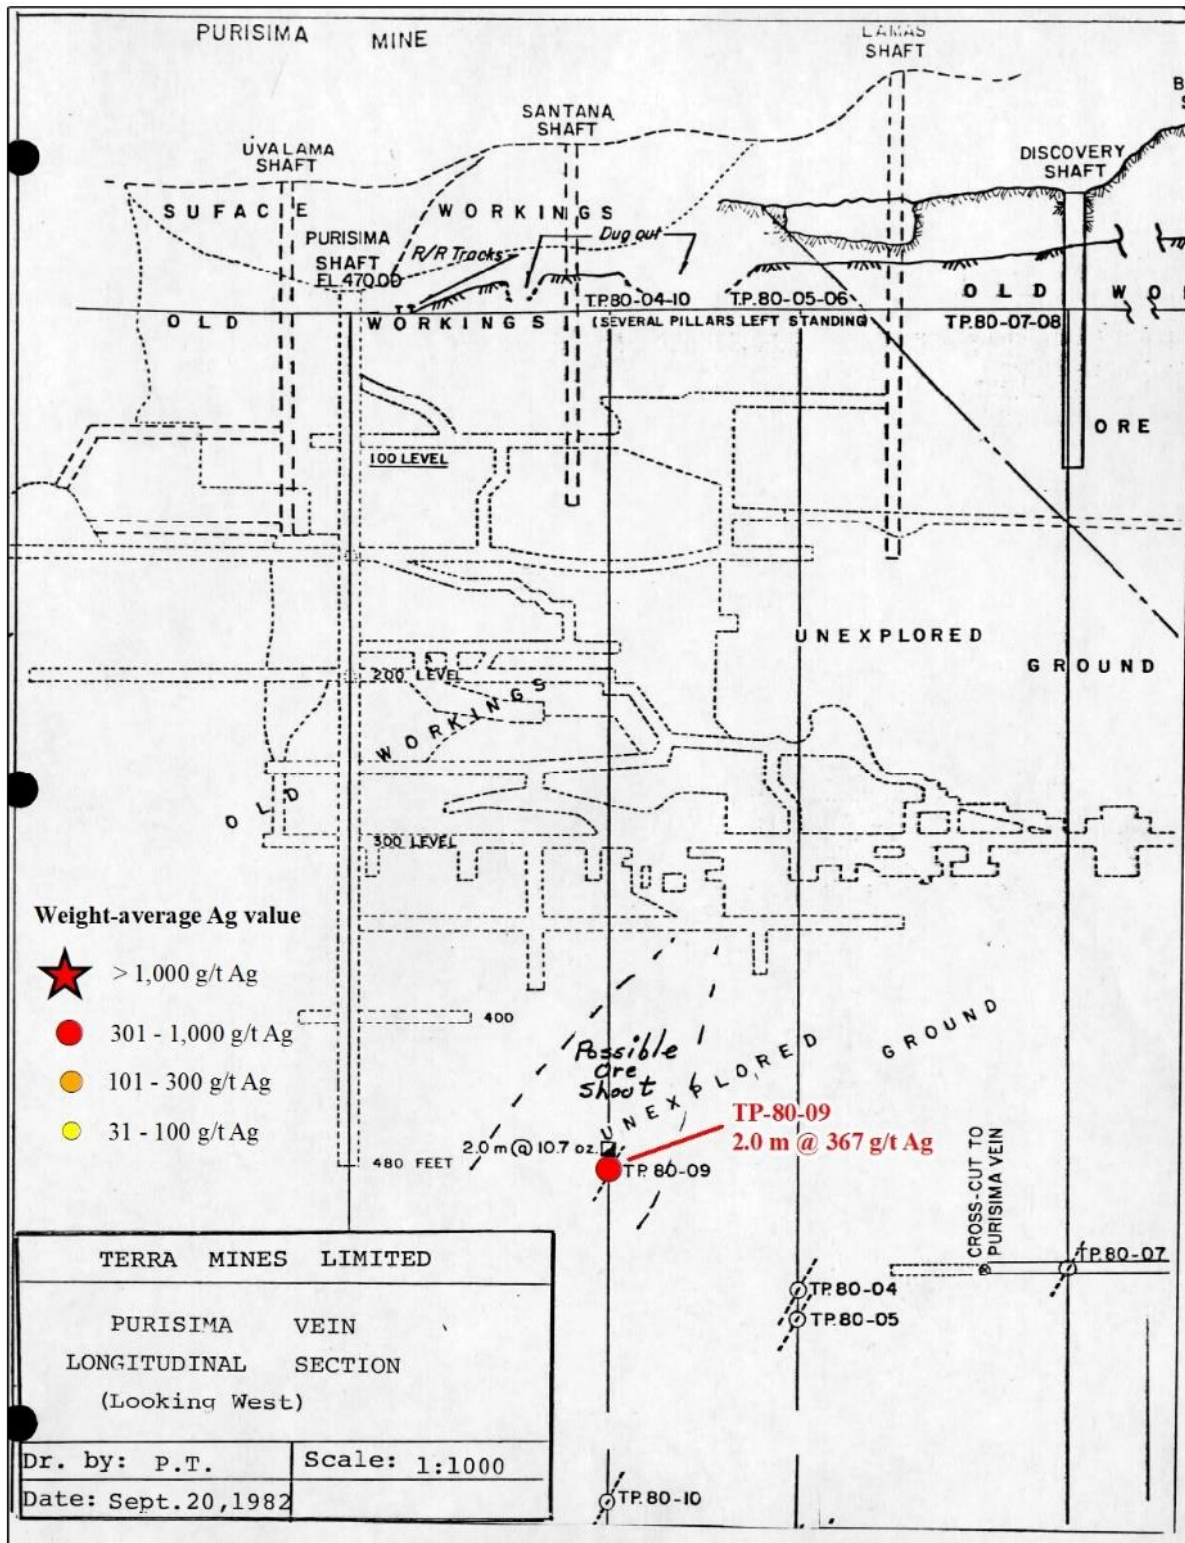 PURISIMA MINE
LAMAS
SHAFT
SANTANA
SHAFT
UVALAMA
SHAFT
DISCOVERY
SHAFT
SUFACE WORKINGS
PURISIMA
SHAFT
EL 470.00
R/R Tracks
Dug out
T.P. 80-04-10
T.P. 80-05-06
OLD
OLD WORKINGS
(SEVERAL PILLARS LEFT STANDING)
T.P. 80-07-08
ORE
100 LEVEL
UNEXPLORED
GROUND
200 LEVEL
OLD WORKINGS
300 LEVEL
Weight-average Ag value
> 1,000 g/t Ag
301 - 1,000 g/t Ag
101 - 300 g/t Ag
31 - 100 g/t Ag
400
Possible
Ore
Shoot
UNEXPLORED GROUND
TP-80-09
2.0 m @ 367 g/t Ag
2.0 m @ 10.7 oz.
T.P. 80-09
480 FEET
CROSS-CUT TO
PURISIMA VEIN
T.P. 80-07
T.P. 80-04
T.P. 80-05
TERRA MINES LIMITED
PURISIMA VEIN
LONGITUDINAL SECTION
(Looking West)
Dr. by: P.T.
Scale: 1:1000
Date: Sept.20,1982
T.P. 80-10